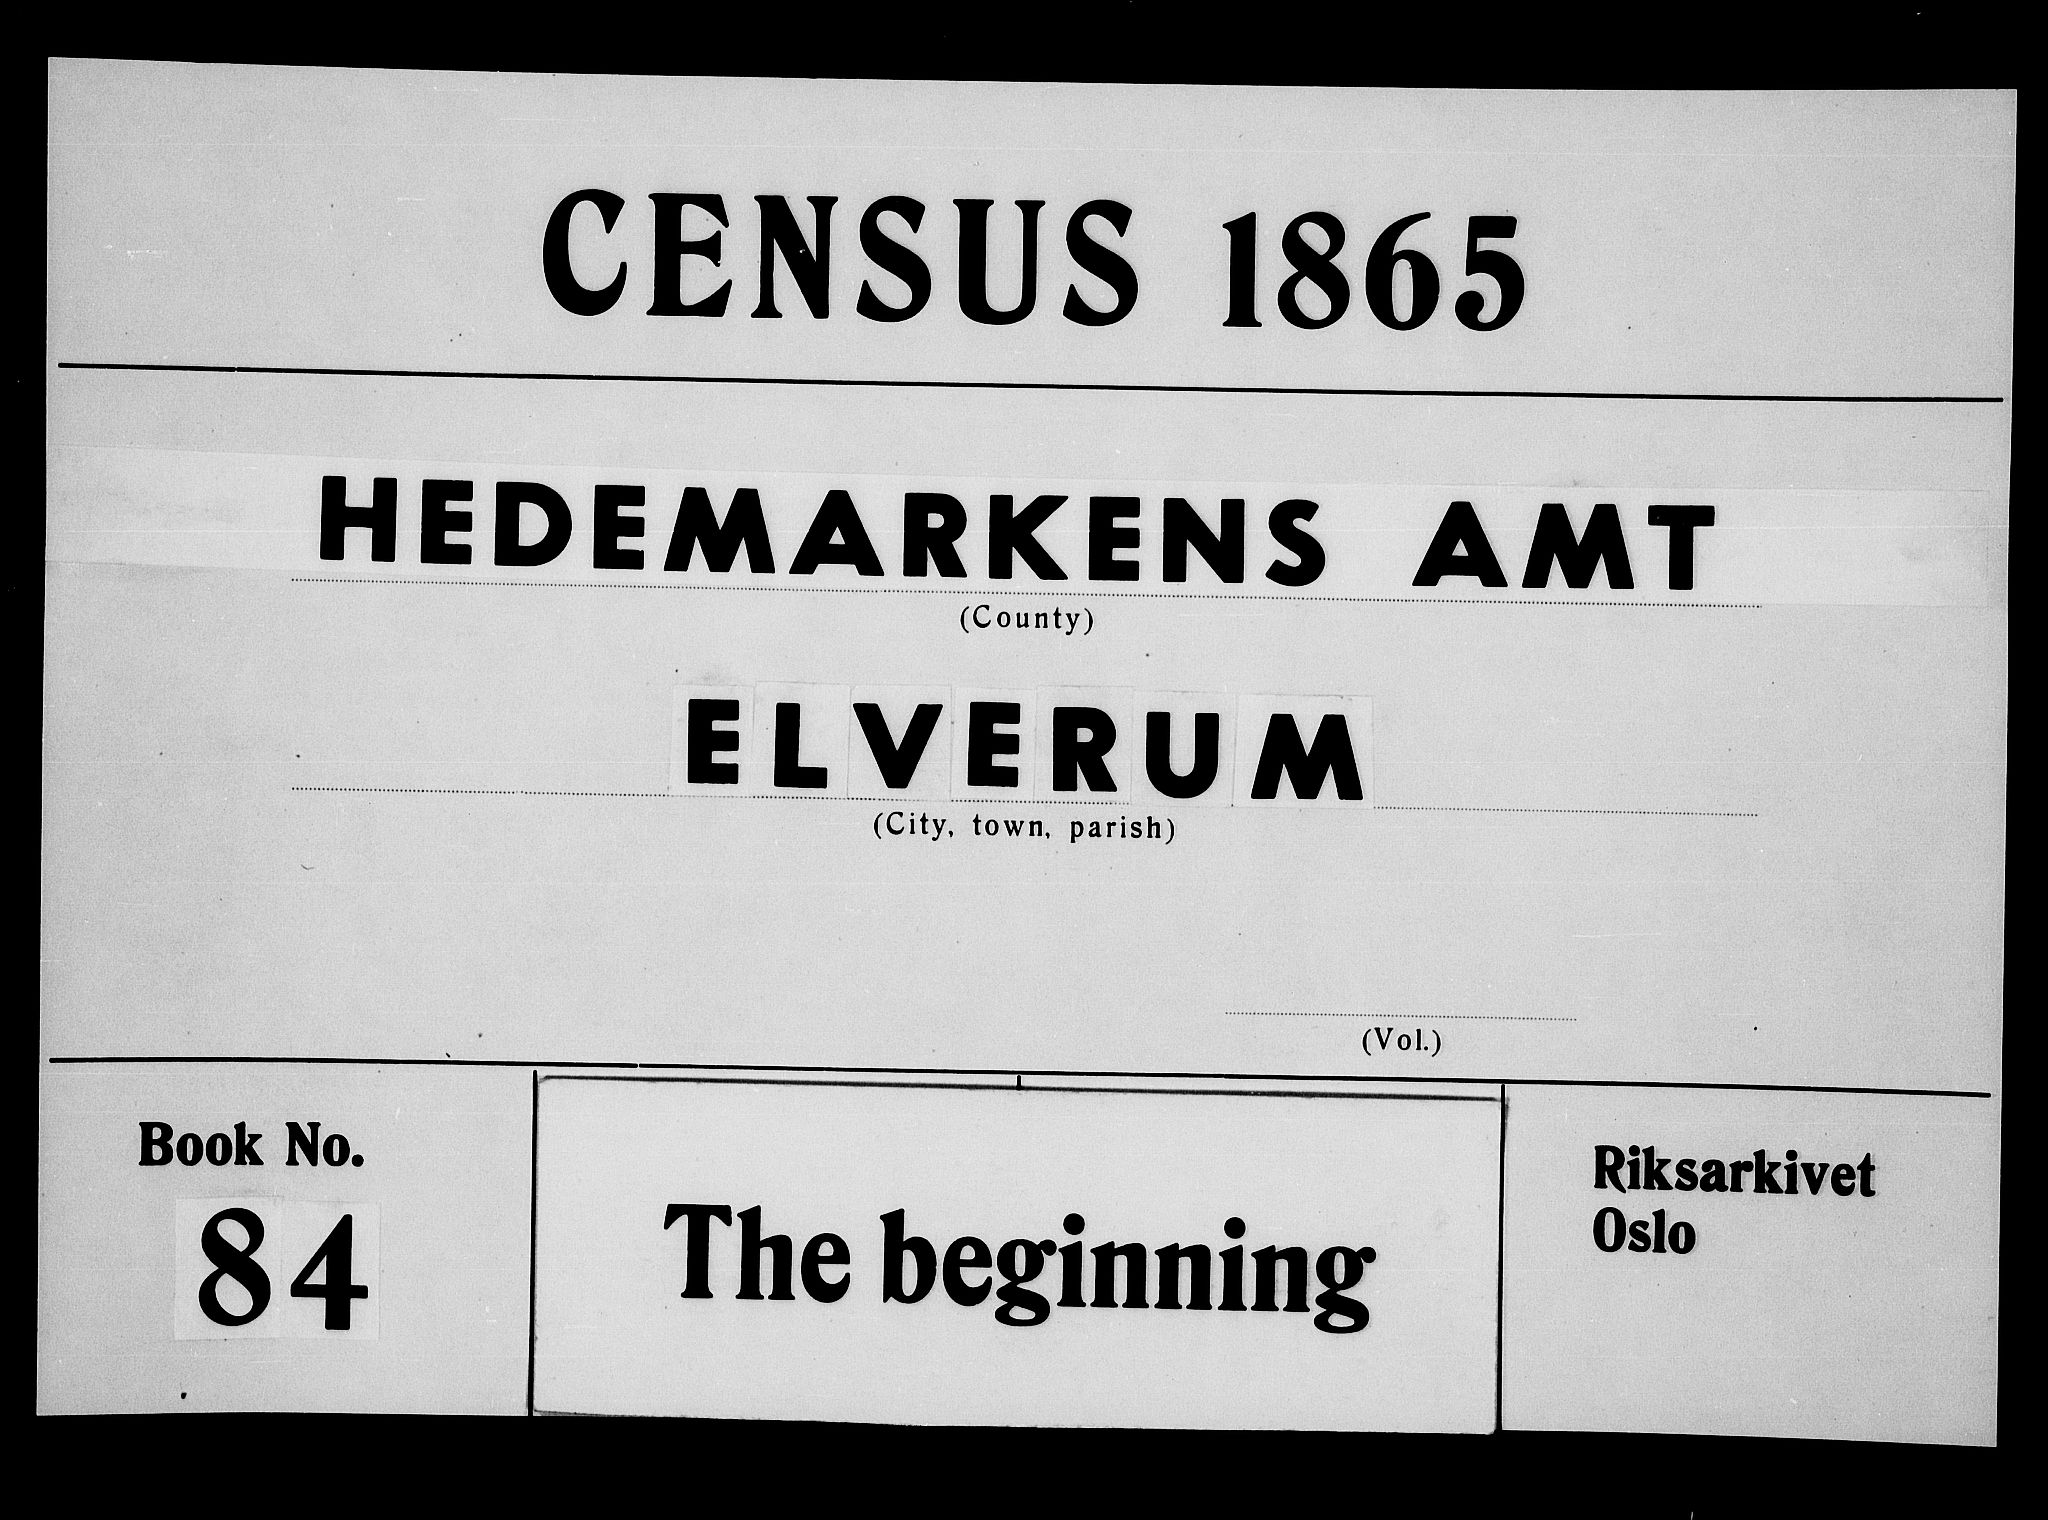 CENSUS 1865
HEDEMARKENS AMT
(County)
ELVERUM
(City, town, parish)
(Vol.)
Book No.
84
The beginning
Riksarkivet
Oslo